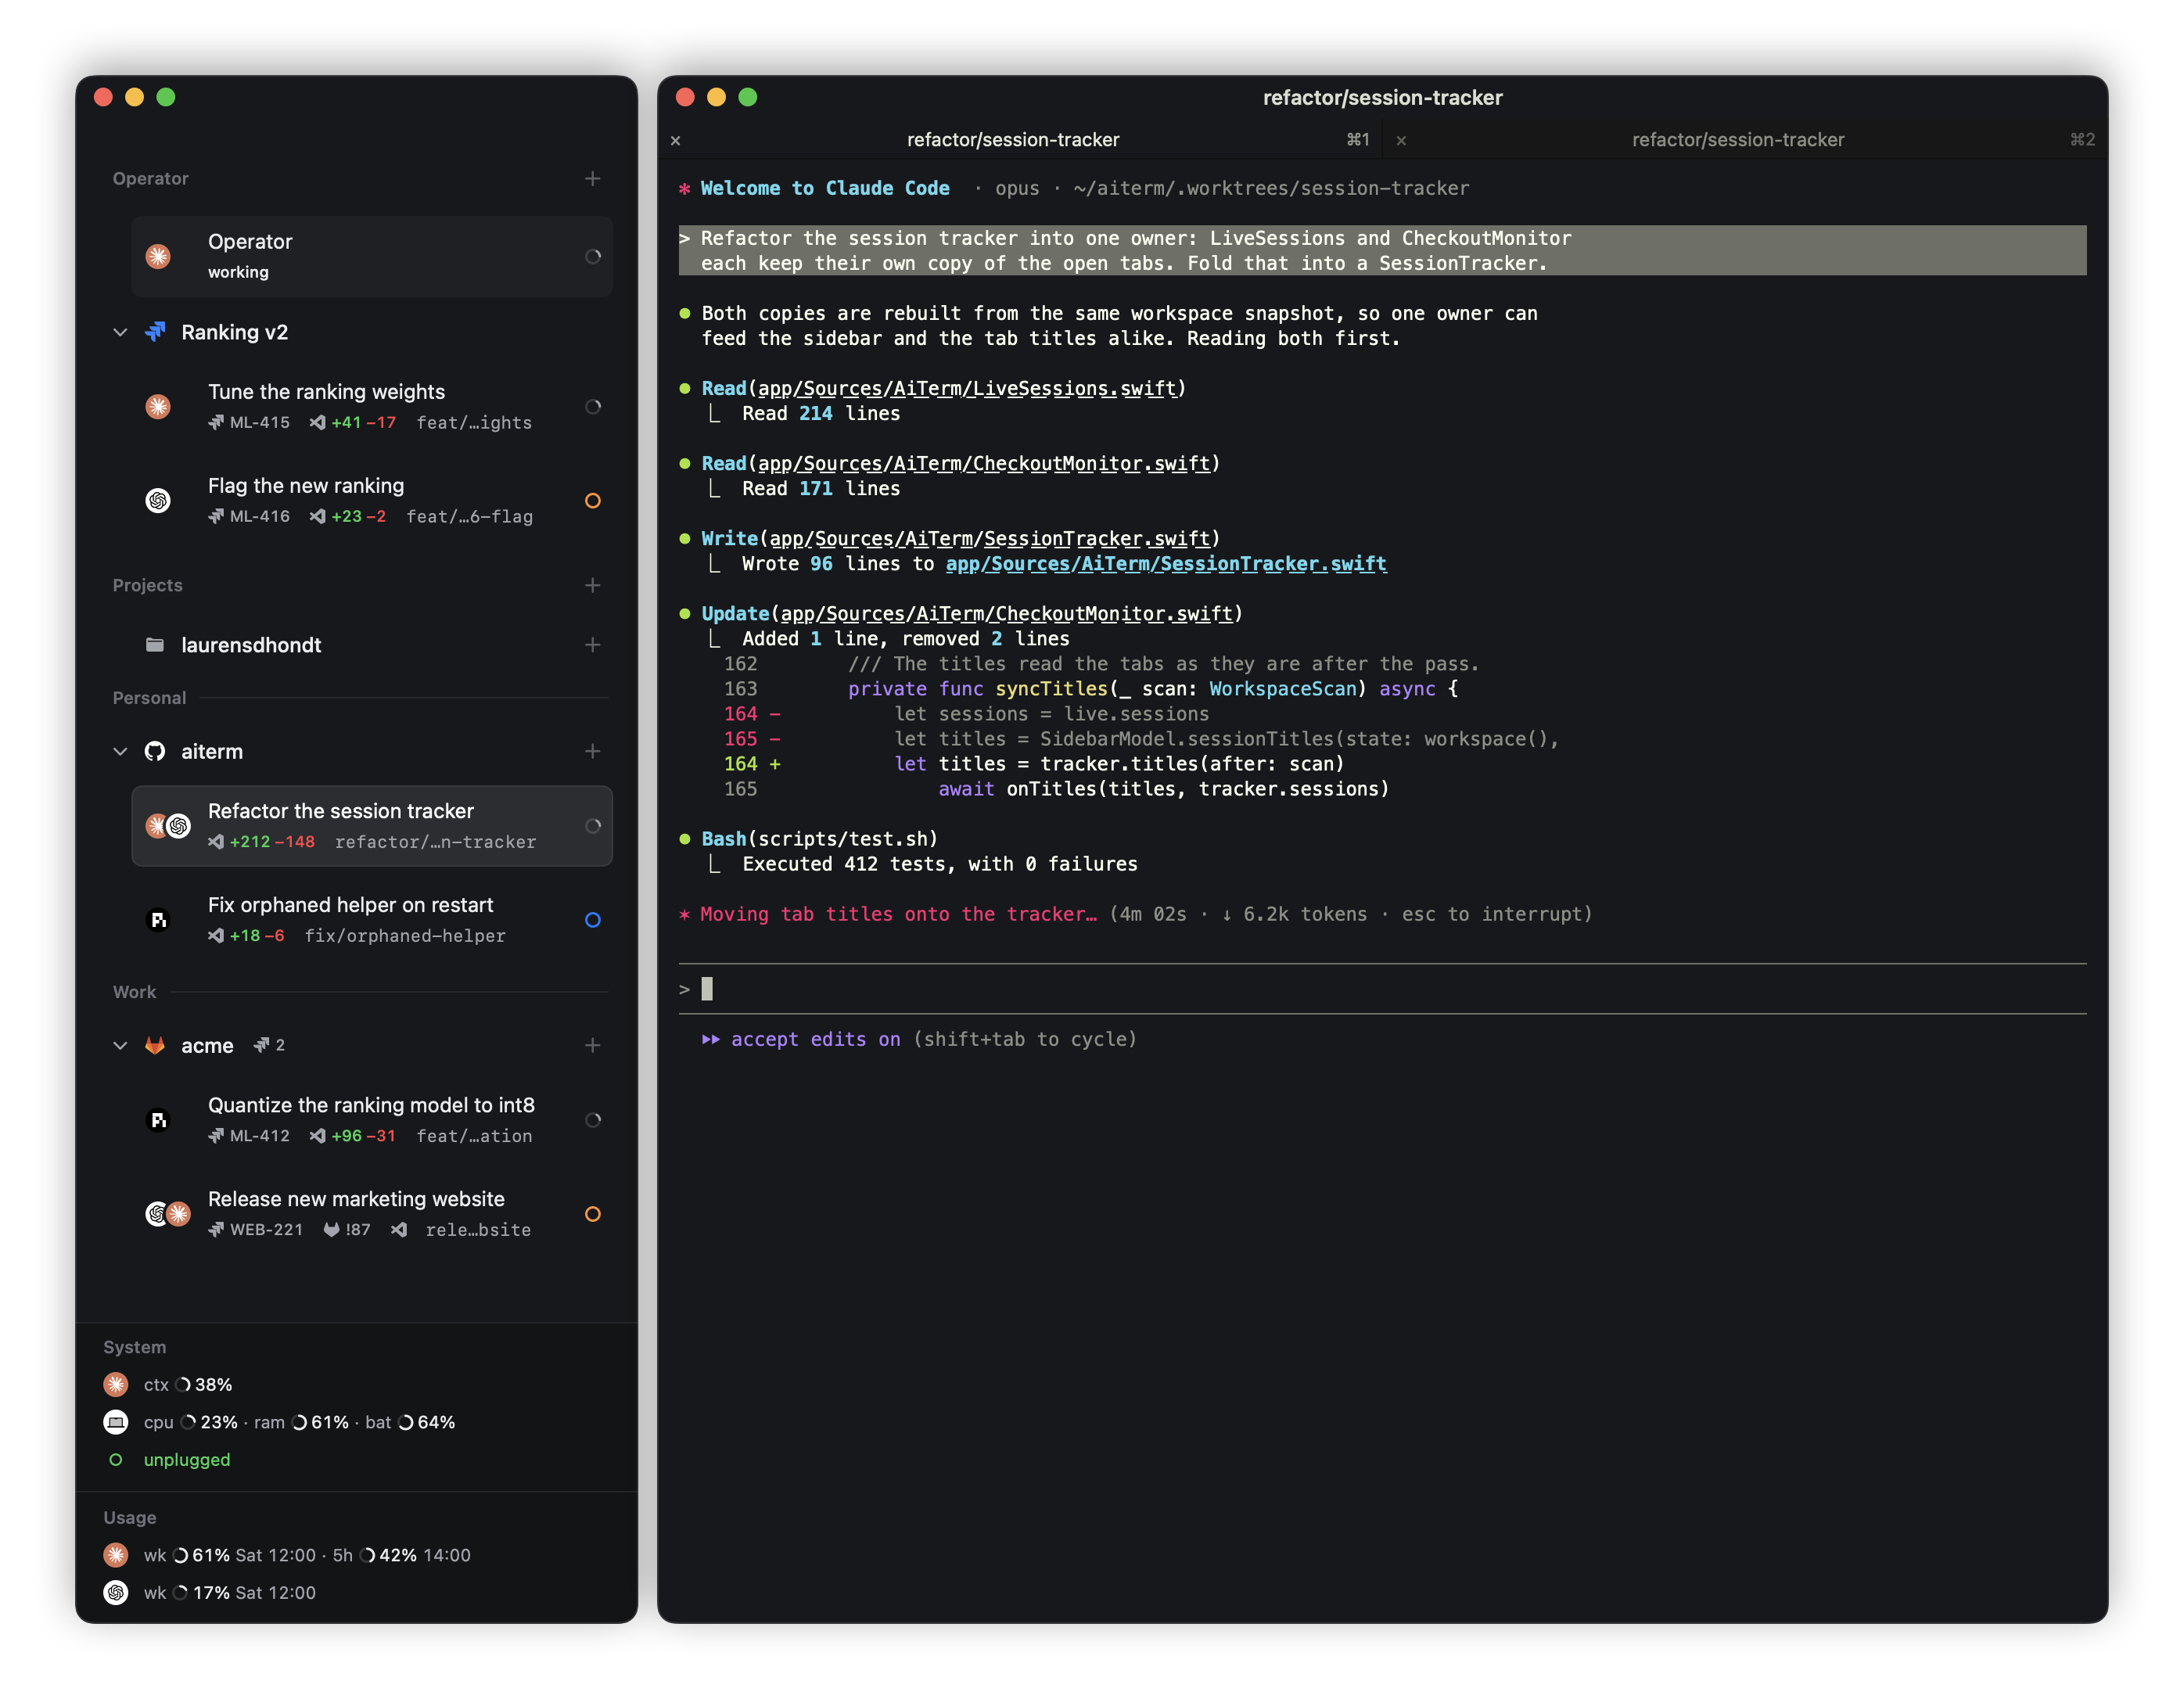 Operator
Operator
working
Ranking v2
Tune the ranking weights
ML-415 +41 −17 feat/…ights
Flag the new ranking
ML-416 +23 −2 feat/…6-flag
Projects
laurensdhondt
Personal
aiterm
Refactor the session tracker
+212 −148 refactor/…n-tracker
Fix orphaned helper on restart
+18 −6 fix/orphaned-helper
Work
acme 2
Quantize the ranking model to int8
ML-412 +96 −31 feat/…ation
Release new marketing website
WEB-221 !87 rele…bsite
System
ctx 38%
cpu 23% · ram 61% · bat 64%
unplugged
Usage
wk 61% Sat 12:00 · 5h 42% 14:00
wk 17% Sat 12:00
refactor/session-tracker
refactor/session-tracker ⌘1
refactor/session-tracker ⌘2
Welcome to Claude Code · opus · ~/aiterm/.worktrees/session-tracker
> Refactor the session tracker into one owner: LiveSessions and CheckoutMonitor
each keep their own copy of the open tabs. Fold that into a SessionTracker.
Both copies are rebuilt from the same workspace snapshot, so one owner can
feed the sidebar and the tab titles alike. Reading both first.
Read(app/Sources/AiTerm/LiveSessions.swift)
Read 214 lines
Read(app/Sources/AiTerm/CheckoutMonitor.swift)
Read 171 lines
Write(app/Sources/AiTerm/SessionTracker.swift)
Wrote 96 lines to app/Sources/AiTerm/SessionTracker.swift
Update(app/Sources/AiTerm/CheckoutMonitor.swift)
Added 1 line, removed 2 lines
162 /// The titles read the tabs as they are after the pass.
163 private func syncTitles(_ scan: WorkspaceScan) async {
164 - let sessions = live.sessions
165 - let titles = SidebarModel.sessionTitles(state: workspace(),
164 + let titles = tracker.titles(after: scan)
165 await onTitles(titles, tracker.sessions)
Bash(scripts/test.sh)
Executed 412 tests, with 0 failures
Moving tab titles onto the tracker… (4m 02s · ↓ 6.2k tokens · esc to interrupt)
>
accept edits on (shift+tab to cycle)